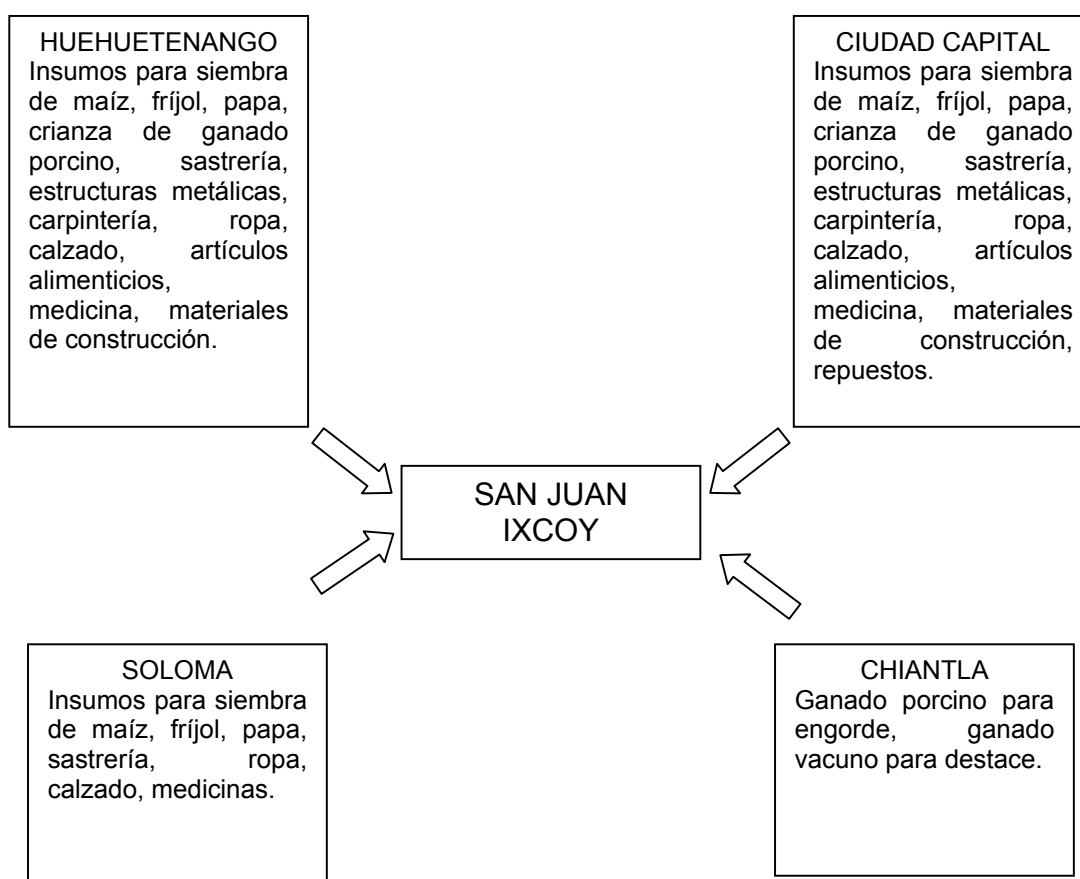 HUEHUETENANGO
Insumos para siembra
de maíz, fríjol, papa,
crianza de ganado
porcino, sastrería,
estructuras metálicas,
carpintería, ropa,
calzado, artículos
alimenticios,
medicina, materiales
de construcción.
CIUDAD CAPITAL
Insumos para siembra
de maíz, fríjol, papa,
crianza de ganado
porcino, sastrería,
estructuras metálicas,
carpintería, ropa,
calzado, artículos
alimenticios,
medicina, materiales
de construcción,
repuestos.
SAN JUAN
IXCOY
SOLOMA
Insumos para siembra
de maíz, fríjol, papa,
sastrería, ropa,
calzado, medicinas.
CHIANTLA
Ganado porcino para
engorde, ganado
vacuno para destace.